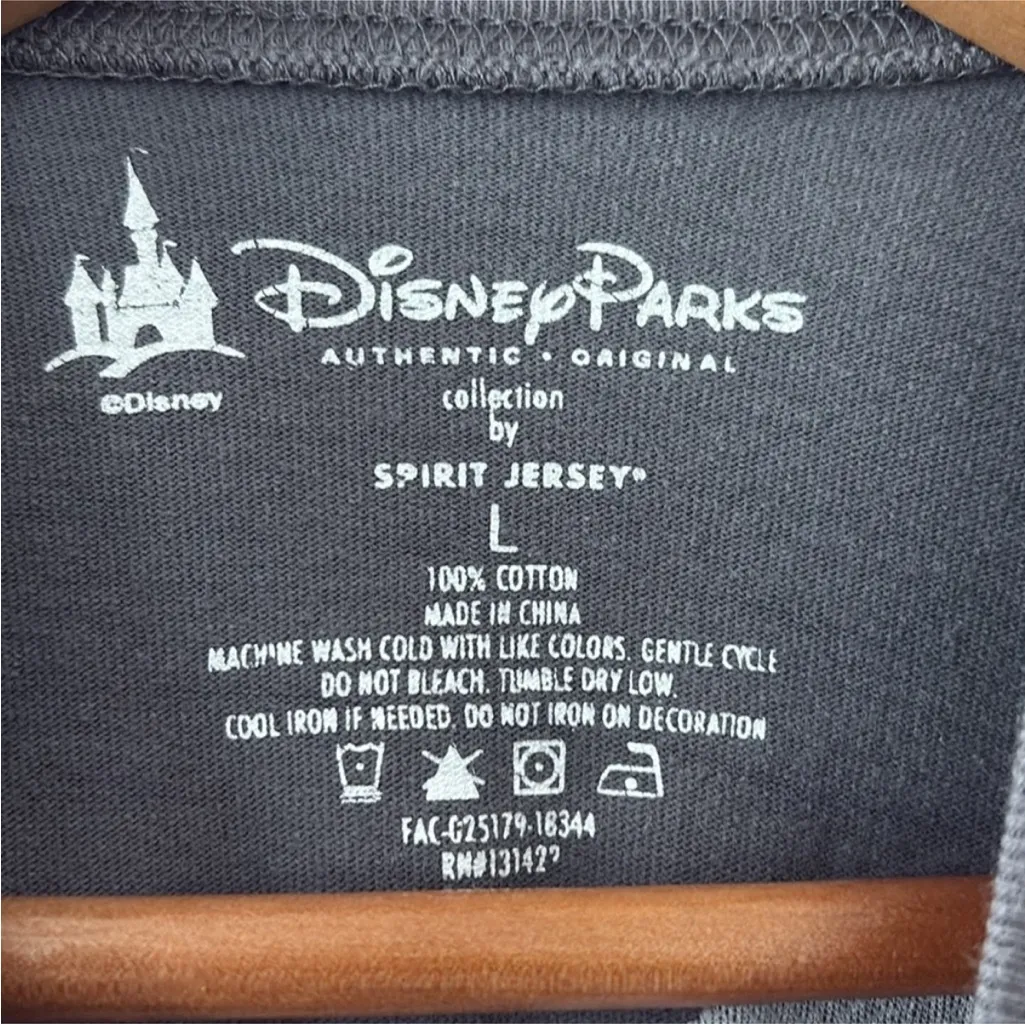 DISNEY PARKS
AUTHENTIC • ORIGINAL
©Disney
collection
by
SPIRIT JERSEY®
L
100% COTTON
MADE IN CHINA
MACHINE WASH COLD WITH LIKE COLORS. GENTLE CYCLE
DO NOT BLEACH. TUMBLE DRY LOW.
COOL IRON IF NEEDED. DO NOT IRON ON DECORATION
FAC-G25179-18344